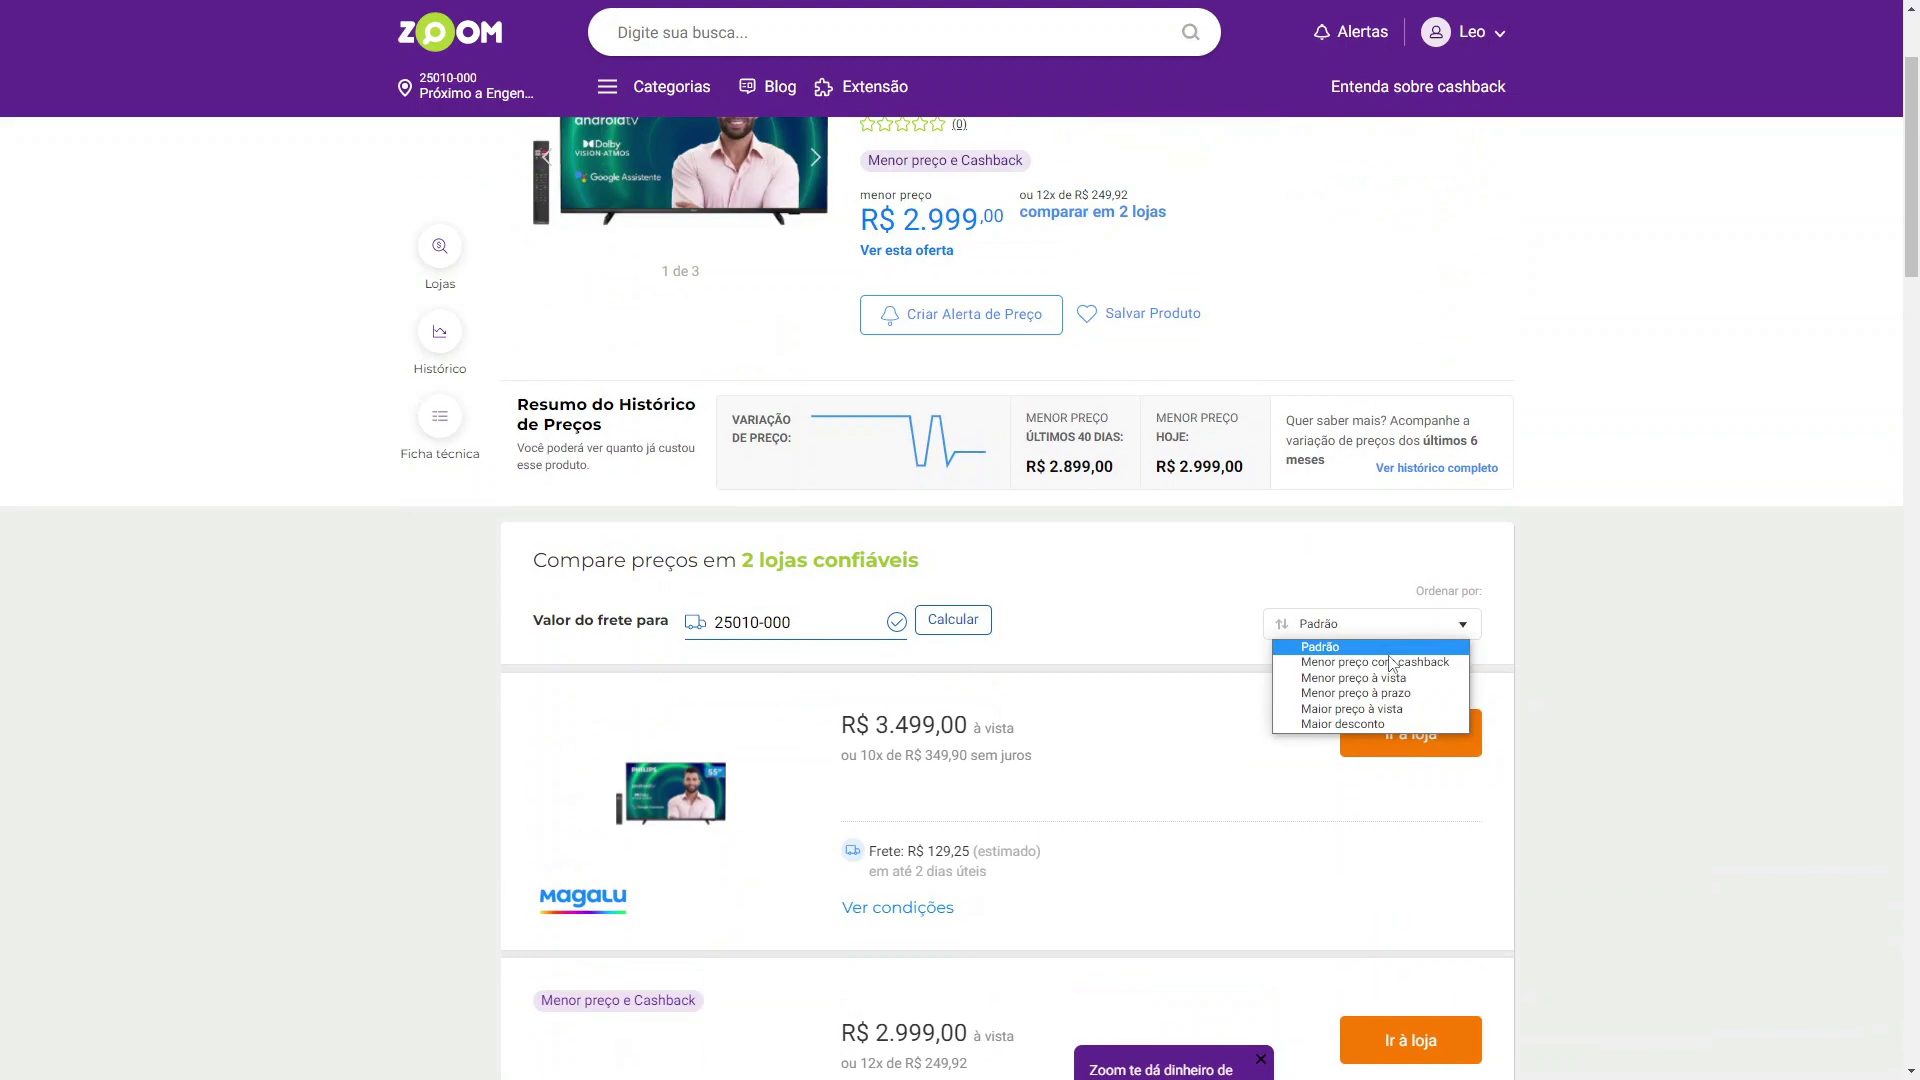 ZOOM
Digite sua busca...
Alertas
Leo
25010-000
Próximo a Engen...
Categorias
Blog
Extensão
Entenda sobre cashback
androidtv
Dolby
VISION·ATMOS
Google Assistente
(0)
Menor preço e Cashback
menor preço
R$ 2.999,00
ou 12x de R$ 249,92
comparar em 2 lojas
Ver esta oferta
1 de 3
Criar Alerta de Preço
Salvar Produto
Lojas
Histórico
Ficha técnica
Resumo do Histórico
de Preços
Você poderá ver quanto já custou
esse produto.
VARIAÇÃO
DE PREÇO:
MENOR PREÇO
ÚLTIMOS 40 DIAS:
R$ 2.899,00
MENOR PREÇO
HOJE:
R$ 2.999,00
Quer saber mais? Acompanhe a
variação de preços dos últimos 6
meses
Ver histórico completo
Compare preços em 2 lojas confiáveis
Ordenar por:
Valor do frete para
25010-000
Calcular
Padrão
Padrão
Menor preço com cashback
Menor preço à vista
Menor preço à prazo
Maior preço à vista
Maior desconto
R$ 3.499,00 à vista
Ir à loja
ou 10x de R$ 349,90 sem juros
PHILIPS
55"
androidtv
Frete: R$ 129,25 (estimado)
em até 2 dias úteis
magalu
Ver condições
Menor preço e Cashback
R$ 2.999,00 à vista
Ir à loja
ou 12x de R$ 249,92
Zoom te dá dinheiro de